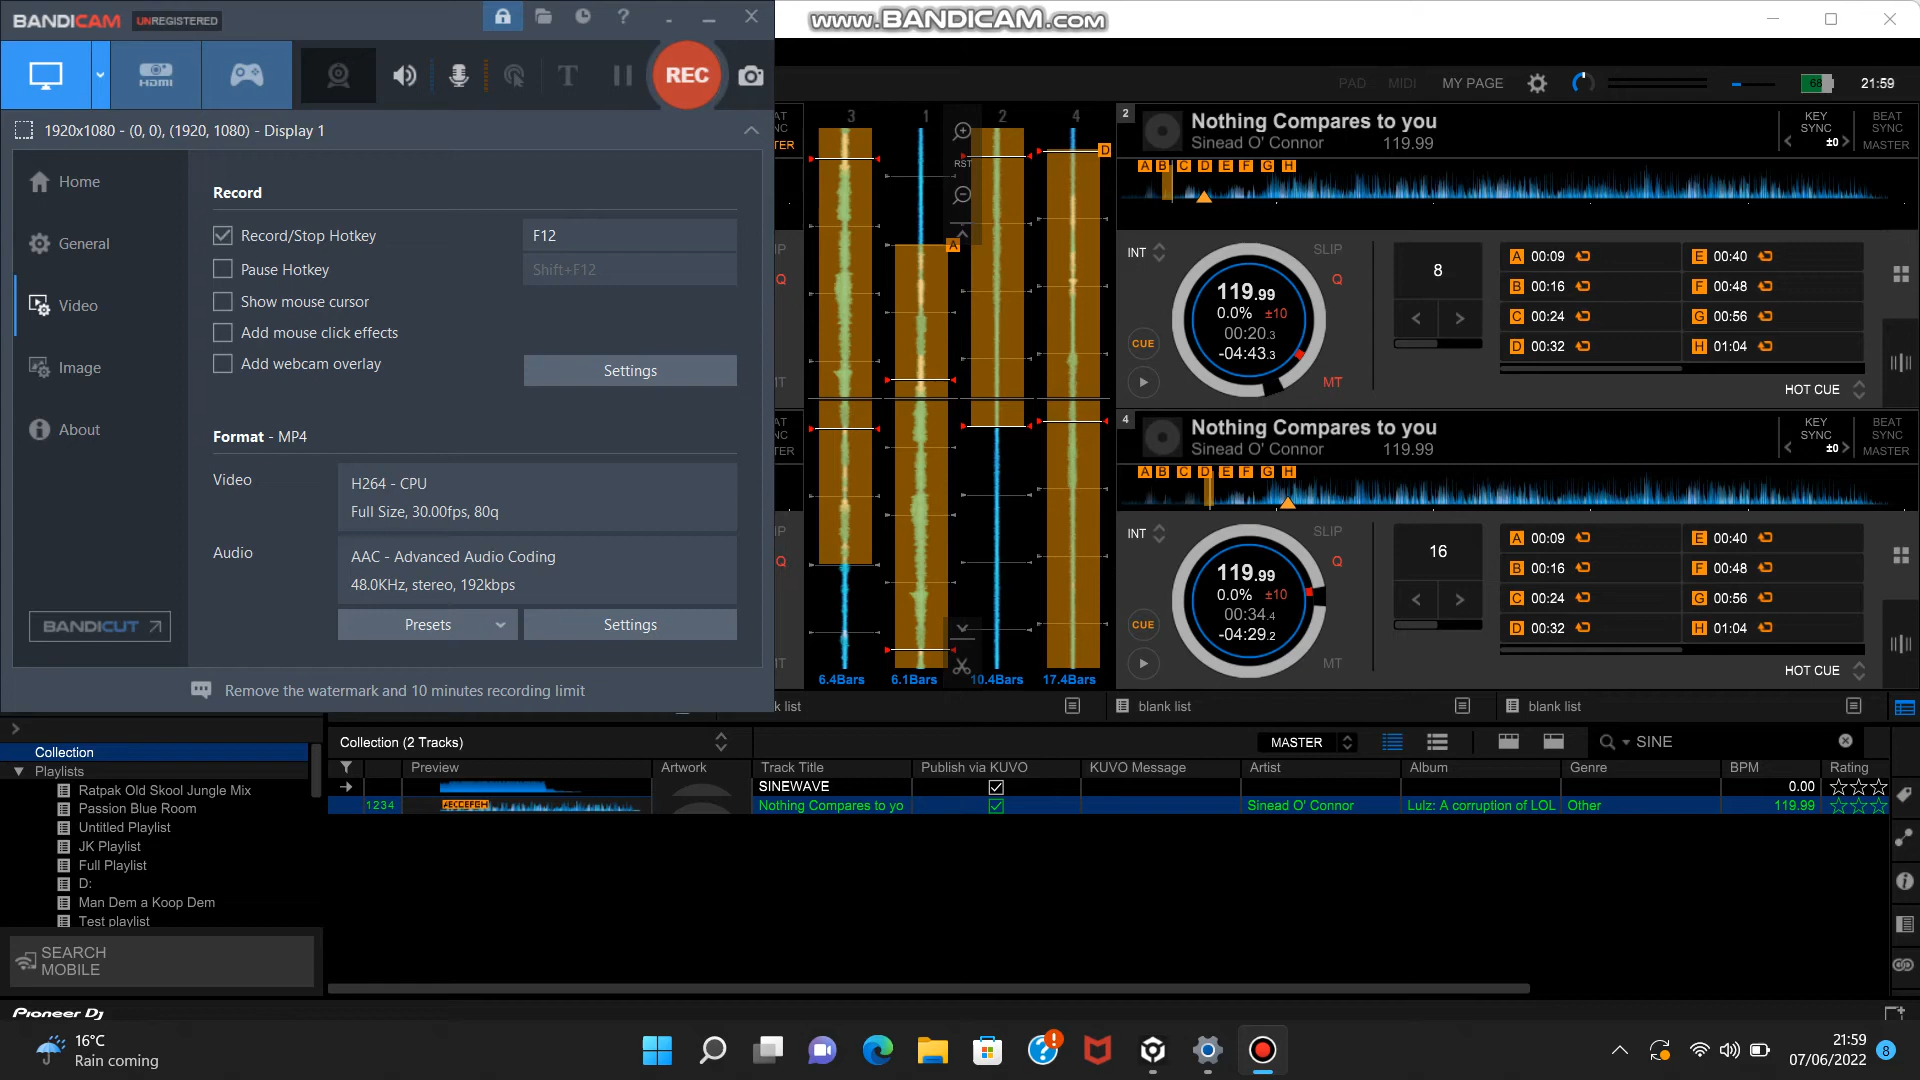 BANDICAM UNREGISTERED
www.BANDICAM.com
HDMI
T
REC
PAD MIDI MY PAGE
68
21:59
1920x1080 - (0, 0), (1920, 1080) - Display 1
Home
General
Video
Image
About
BANDICUT
Record
Record/Stop Hotkey
F12
Pause Hotkey
Shift+F12
Show mouse cursor
Add mouse click effects
Add webcam overlay
Settings
Format - MP4
Video
H264 - CPU
Full Size, 30.00fps, 80q
Audio
AAC - Advanced Audio Coding
48.0KHz, stereo, 192kbps
Presets
Settings
Remove the watermark and 10 minutes recording limit
3 1 2 4
RST
A
D
6.4Bars 6.1Bars 10.4Bars 17.4Bars
2
Nothing Compares to you
Sinead O' Connor 119.99
KEY SYNC ±0
BEAT SYNC MASTER
A B C D E F G H
INT
SLIP
Q
119.99
0.0% ±10
00:20.3
-04:43.3
CUE
MT
8
A 00:09 E 00:40
B 00:16 F 00:48
C 00:24 G 00:56
D 00:32 H 01:04
HOT CUE
4
Nothing Compares to you
Sinead O' Connor 119.99
KEY SYNC ±0
BEAT SYNC MASTER
A B C D E F G H
INT
SLIP
Q
119.99
0.0% ±10
00:34.4
-04:29.2
CUE
MT
16
A 00:09 E 00:40
B 00:16 F 00:48
C 00:24 G 00:56
D 00:32 H 01:04
HOT CUE
k list
blank list
blank list
Collection
Playlists
Ratpak Old Skool Jungle Mix
Passion Blue Room
Untitled Playlist
JK Playlist
Full Playlist
D:
Man Dem a Koop Dem
Test playlist
SEARCH
MOBILE
Collection (2 Tracks)
MASTER
SINE
Preview Artwork Track Title Publish via KUVO KUVO Message Artist Album Genre BPM Rating
SINEWAVE 0.00
1234 Nothing Compares to yo Sinead O' Connor Lulz: A corruption of LOL Other 119.99
Pioneer Dj
16°C
Rain coming
21:59
07/06/2022
8